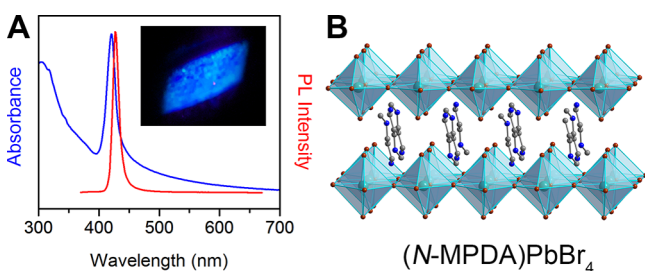 A
Absorbance
PL Intensity
300 400 500 600 700
Wavelength (nm)
B
(N-MPDA)PbBr4